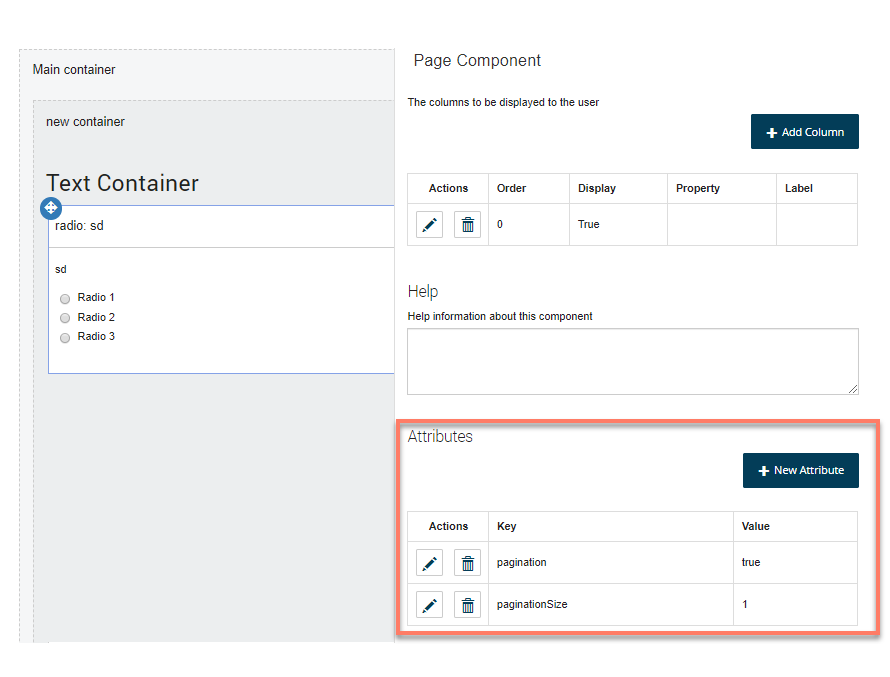 Main container
new container
Text Container
radio: sd
sd
Radio 1
Radio 2
Radio 3
Page Component
The columns to be displayed to the user
Add Column
Actions Order Display Property Label
0 True
Help
Help information about this component
Attributes
New Attribute
Actions Key Value
pagination true
paginationSize 1